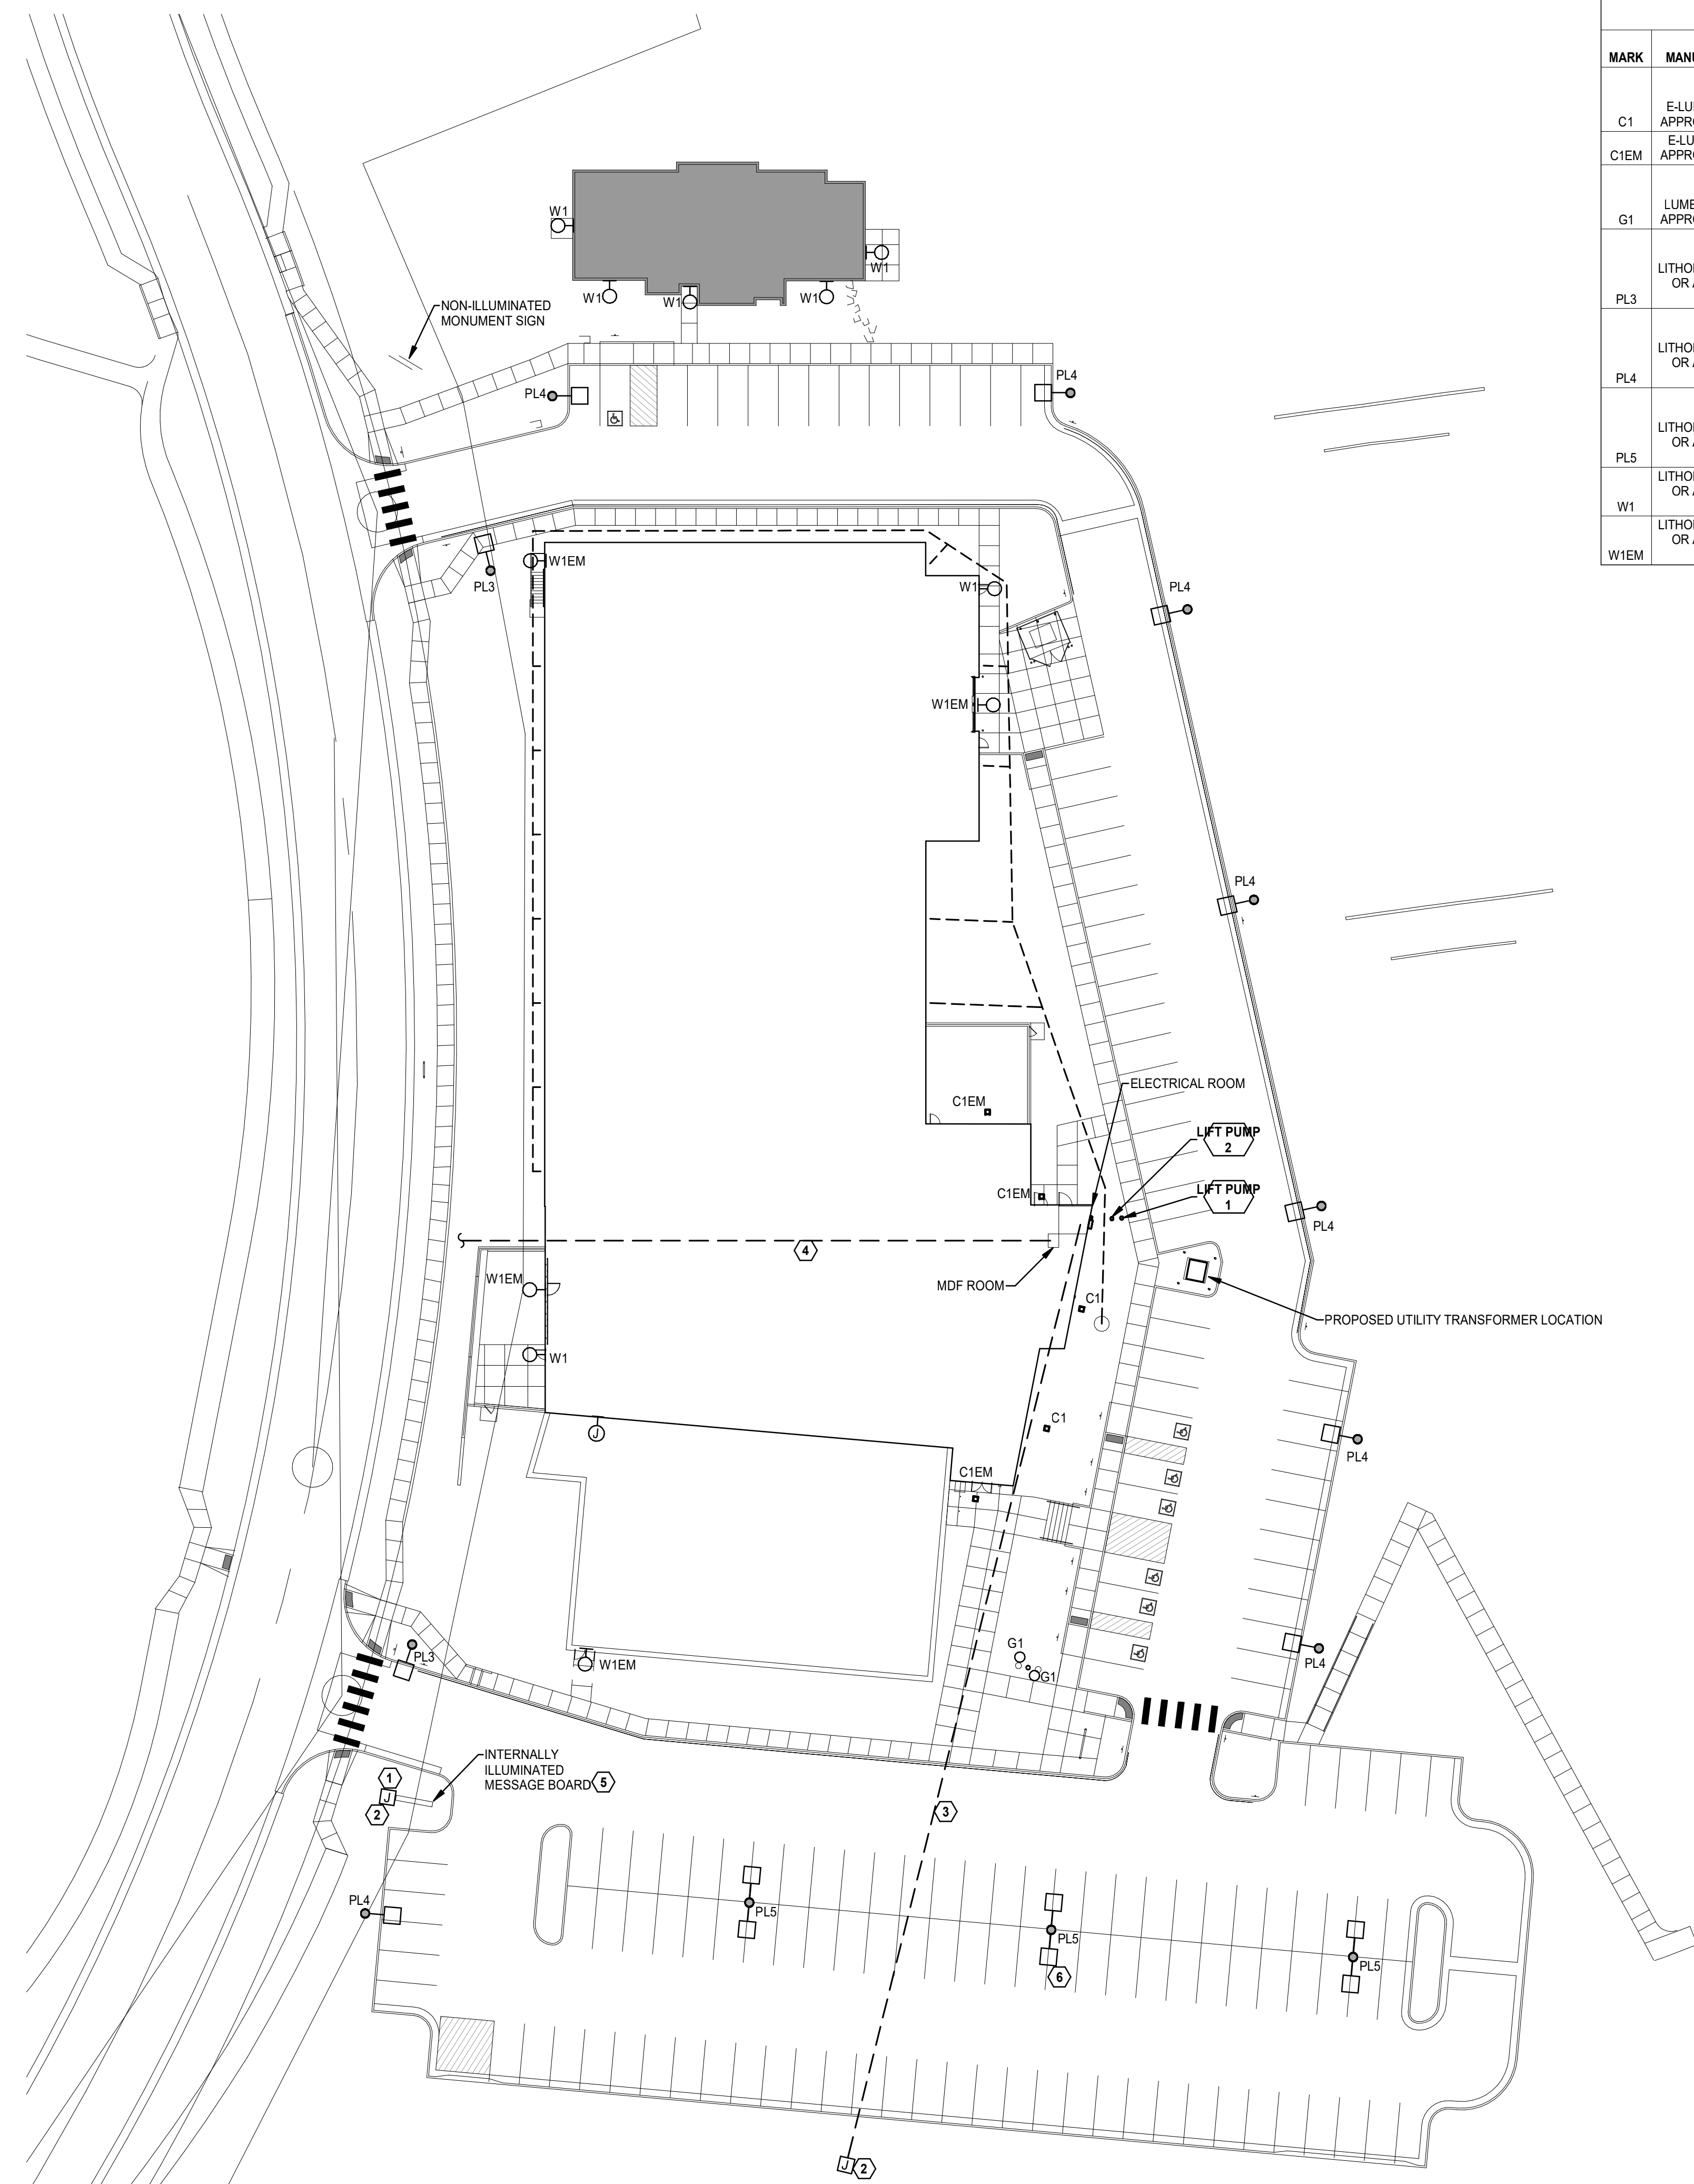 MARK MANU
C1 E-LU
APPRO
C1EM E-LU
APPRO
G1 LUME
APPRO
PL3 LITHO
OR A
PL4 LITHO
OR A
PL5 LITHO
OR A
W1 LITHO
OR A
W1EM LITHO
OR A
W1
W1
W1
W1
W1
NON-ILLUMINATED
MONUMENT SIGN
PL4
PL4
PL3
W1EM
W1
PL4
W1EM
PL4
ELECTRICAL ROOM
C1EM
LIFT PUMP
2
C1EM
LIFT PUMP
1
PL4
4
MDF ROOM
W1EM
C1
PROPOSED UTILITY TRANSFORMER LOCATION
W1
C1
J
PL4
C1EM
G1
PL3
W1EM
G1
PL4
INTERNALLY
ILLUMINATED
MESSAGE BOARD 5
1
J
2
3
PL4
PL5
PL5
PL5
6
J 2